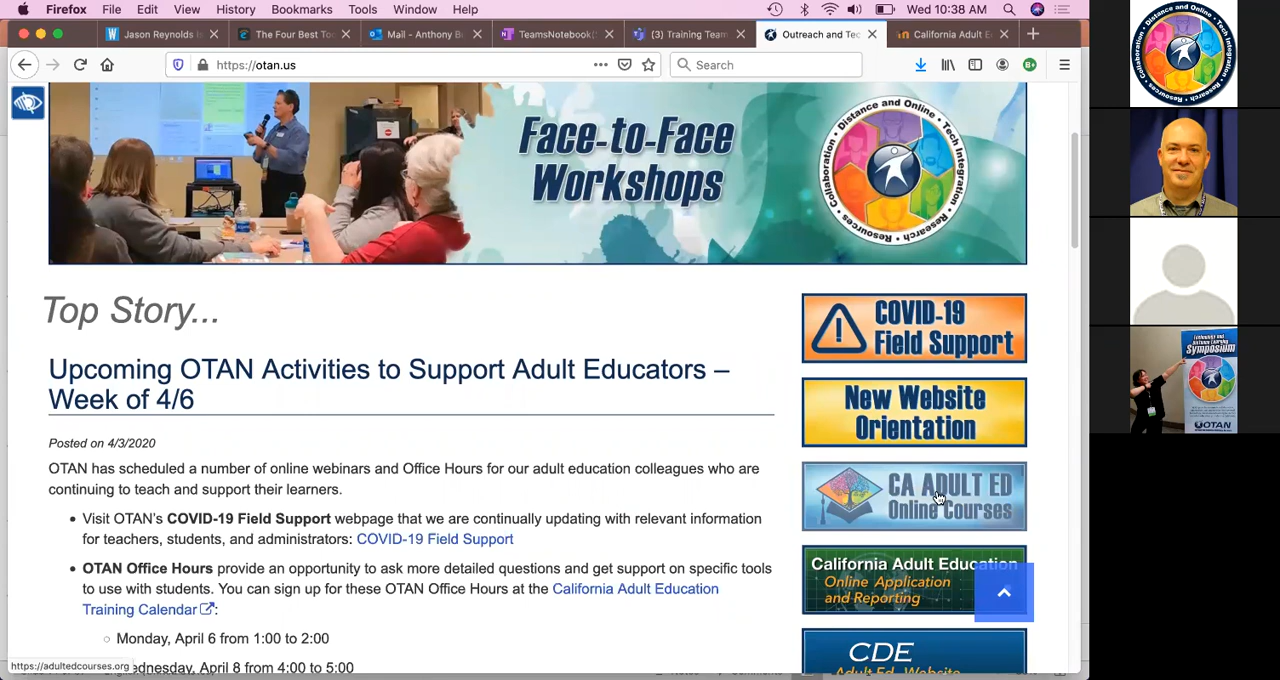 Firefox File Edit View History Bookmarks Tools Window Help Wed 10:38 AM
Jason Reynolds I The Four Best To Mail - Anthony B TeamsNotebook( (3) Training Team Outreach and Tec California Adult E
https://otan.us Search
Face-to-Face
Workshops
Distance and Online • Tech Integration • Research • Resources • Collaboration
Top Story...
Upcoming OTAN Activities to Support Adult Educators –
Week of 4/6
Posted on 4/3/2020
OTAN has scheduled a number of online webinars and Office Hours for our adult education colleagues who are
continuing to teach and support their learners.
• Visit OTAN's COVID-19 Field Support webpage that we are continually updating with relevant information
for teachers, students, and administrators: COVID-19 Field Support
• OTAN Office Hours provide an opportunity to ask more detailed questions and get support on specific tools
to use with students. You can sign up for these OTAN Office Hours at the California Adult Education
Training Calendar:
Monday, April 6 from 1:00 to 2:00
ednesday, April 8 from 4:00 to 5:00
https://adultedcourses.org
COVID-19
Field Support
New Website
Orientation
CA ADULT ED
Online Courses
California Adult Education
Online Application
and Reporting
CDE
Adult Ed Website
Distance and Online • Tech Integration • Research • Resources • Collaboration
Symposium
OTAN